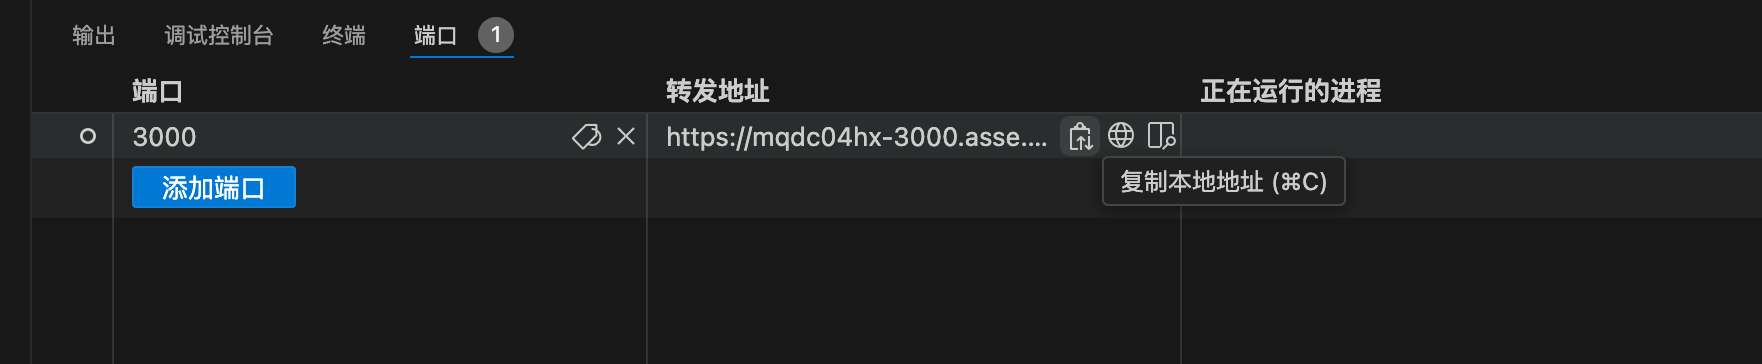 输出 调试控制台 终端 端口 1
端口 转发地址 正在运行的进程
3000 https://mqdc04hx-3000.asse....
添加端口 复制本地地址 (⌘C)